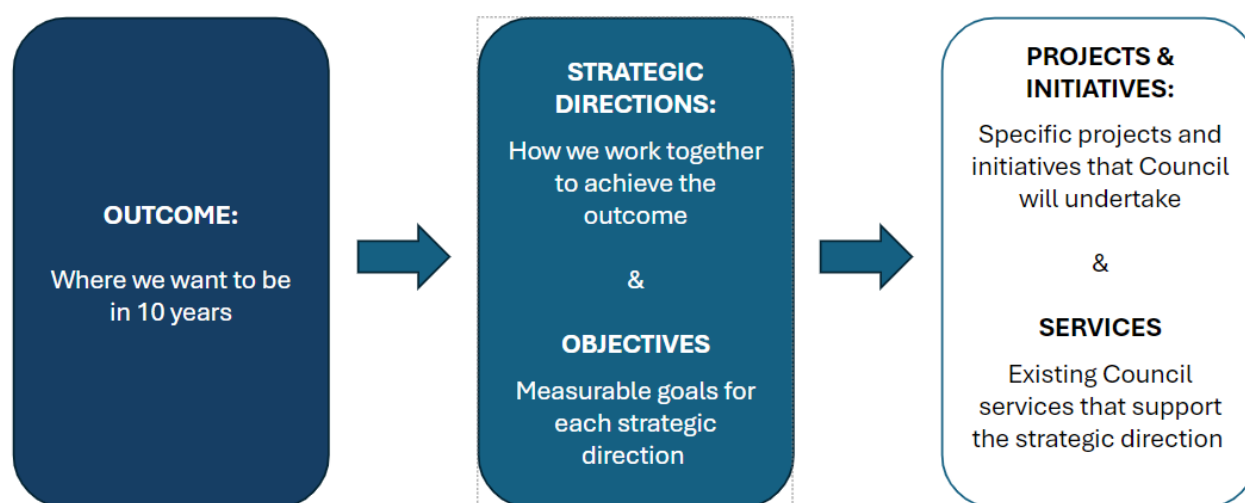 OUTCOME:
Where we want to be
in 10 years
STRATEGIC
DIRECTIONS:
How we work together
to achieve the
outcome
&
OBJECTIVES
Measurable goals for
each strategic
direction
PROJECTS &
INITIATIVES:
Specific projects and
initiatives that Council
will undertake
&
SERVICES
Existing Council
services that support
the strategic direction